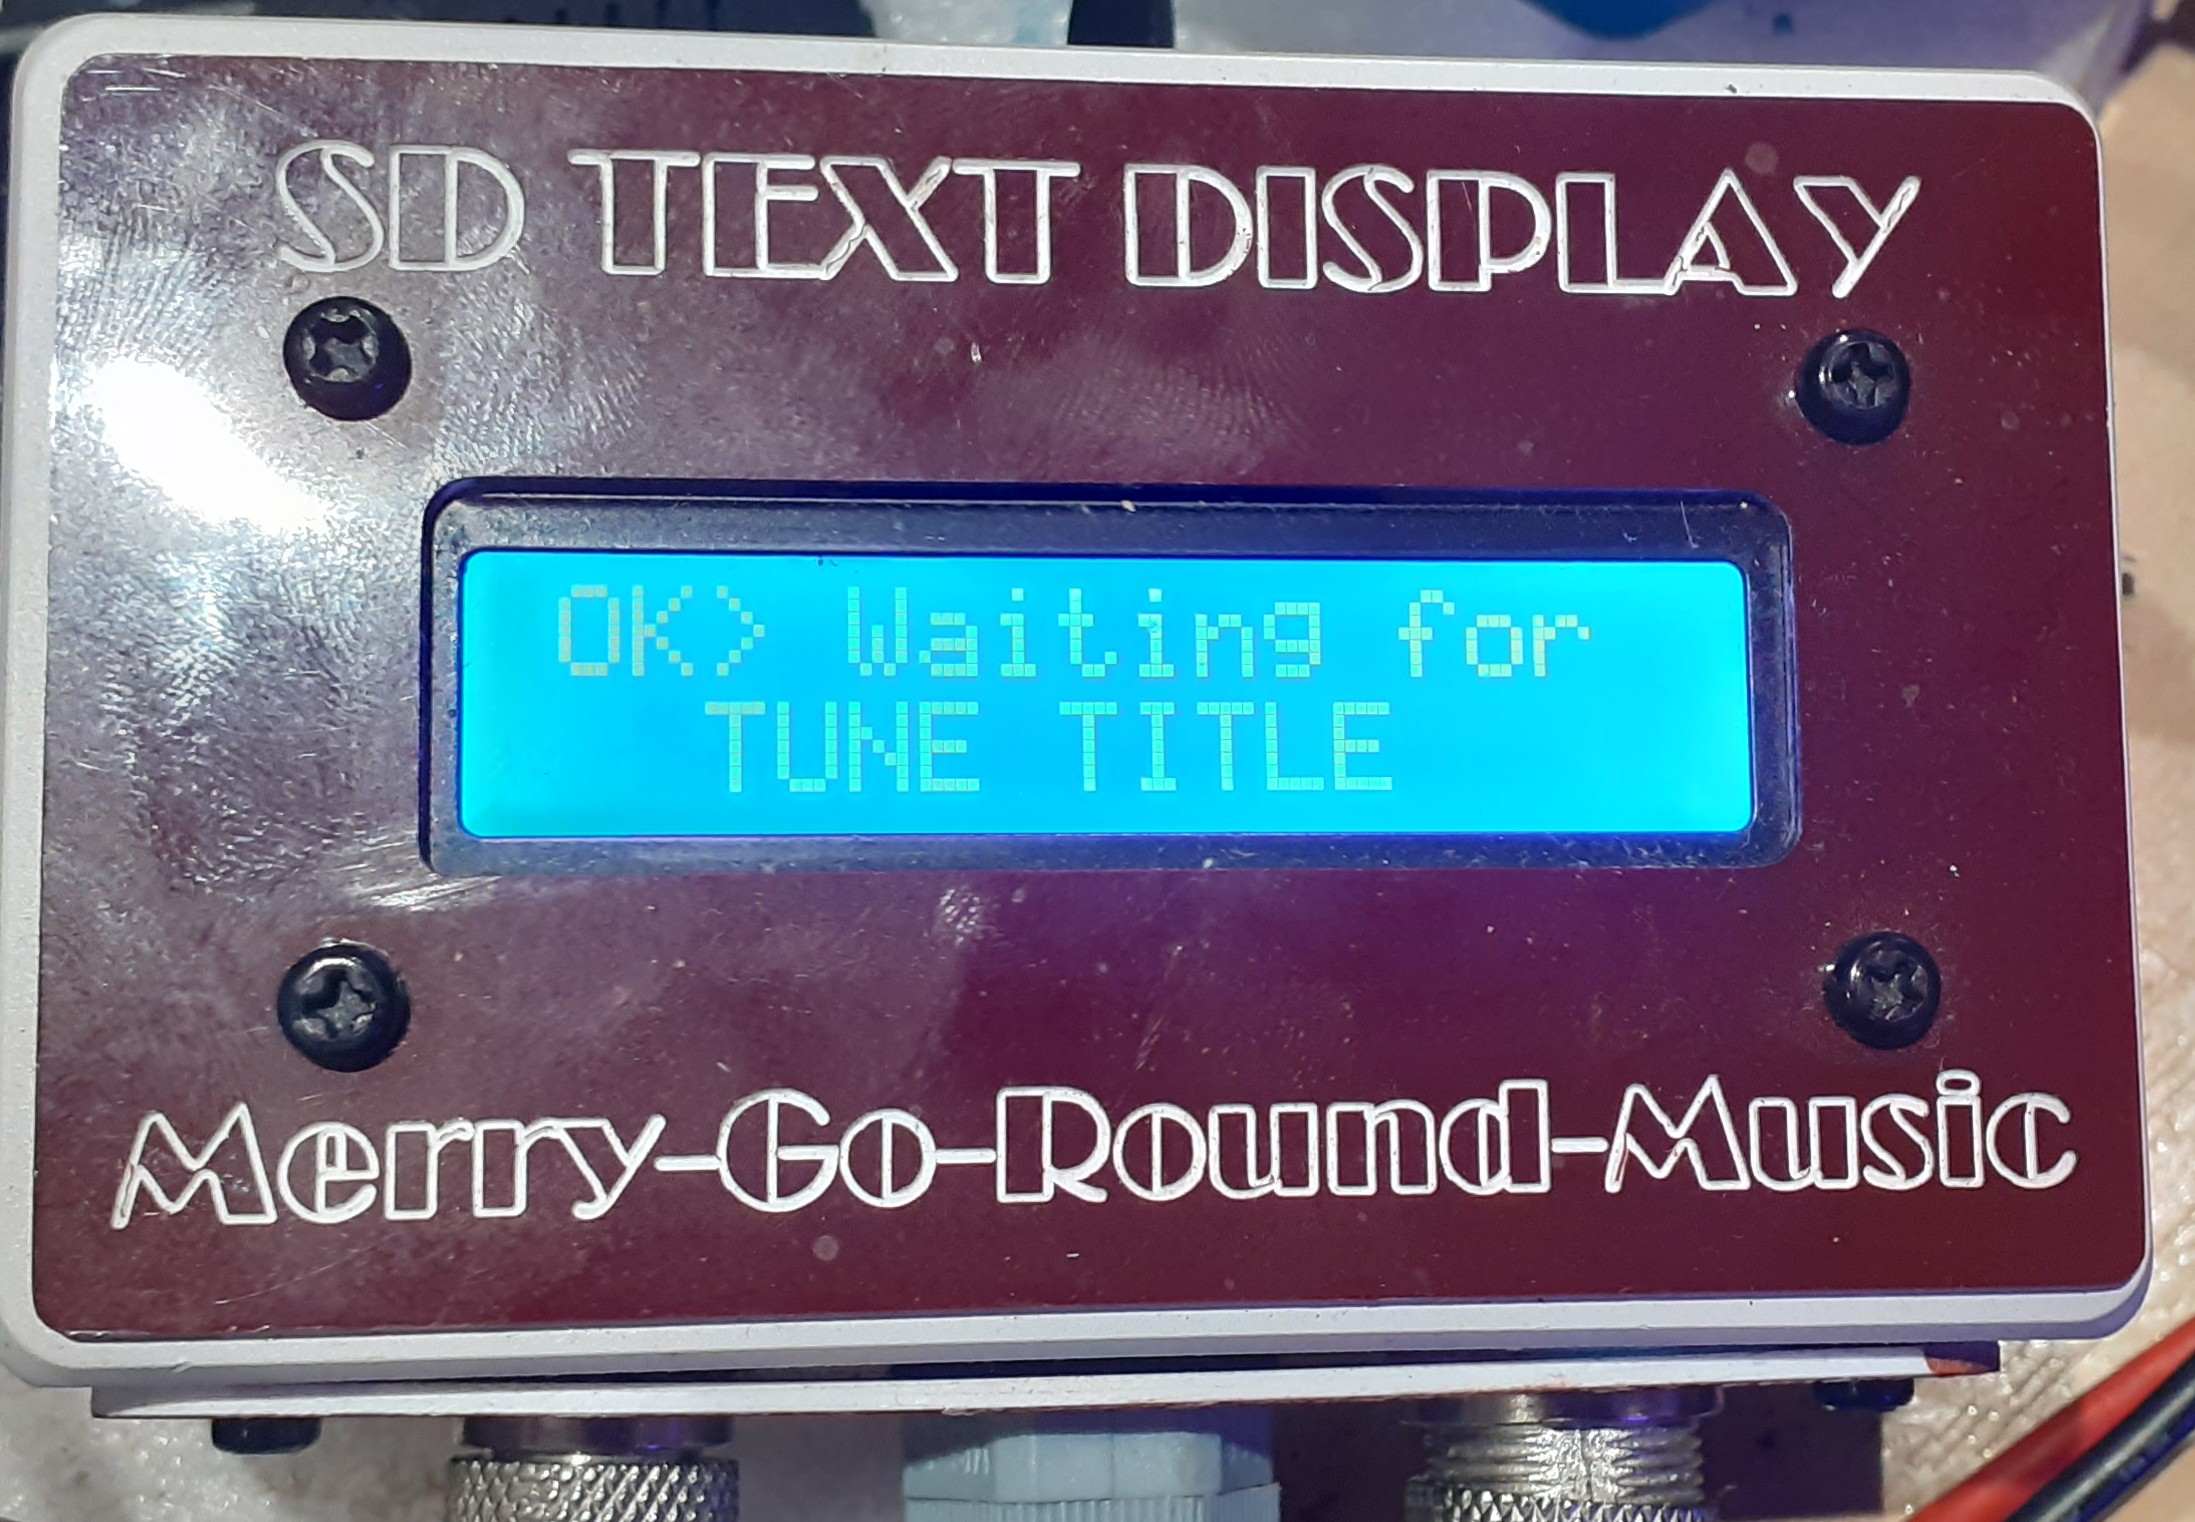 SD TEXT DISPLAY
OK> Waiting for
TUNE TITLE
Merry-Go-Round-Music